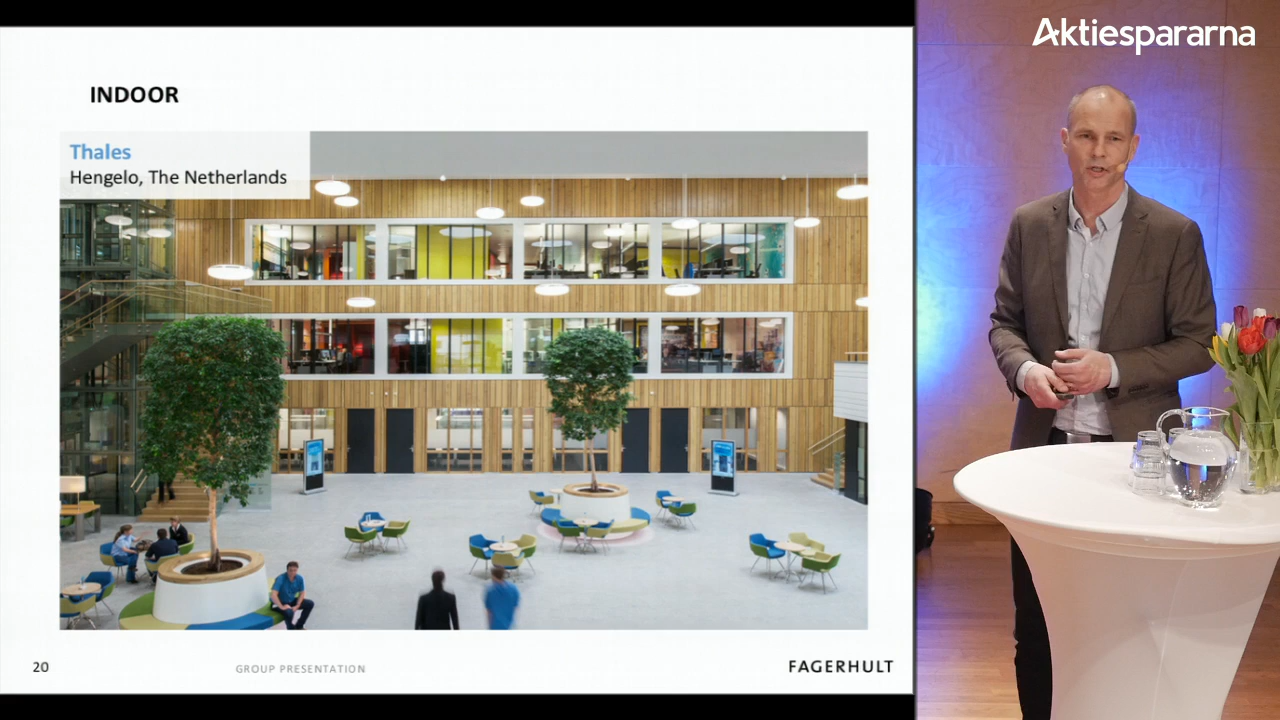 INDOOR
Thales
Hengelo, The Netherlands
20
GROUP PRESENTATION
FAGERHULT
Aktiespararna